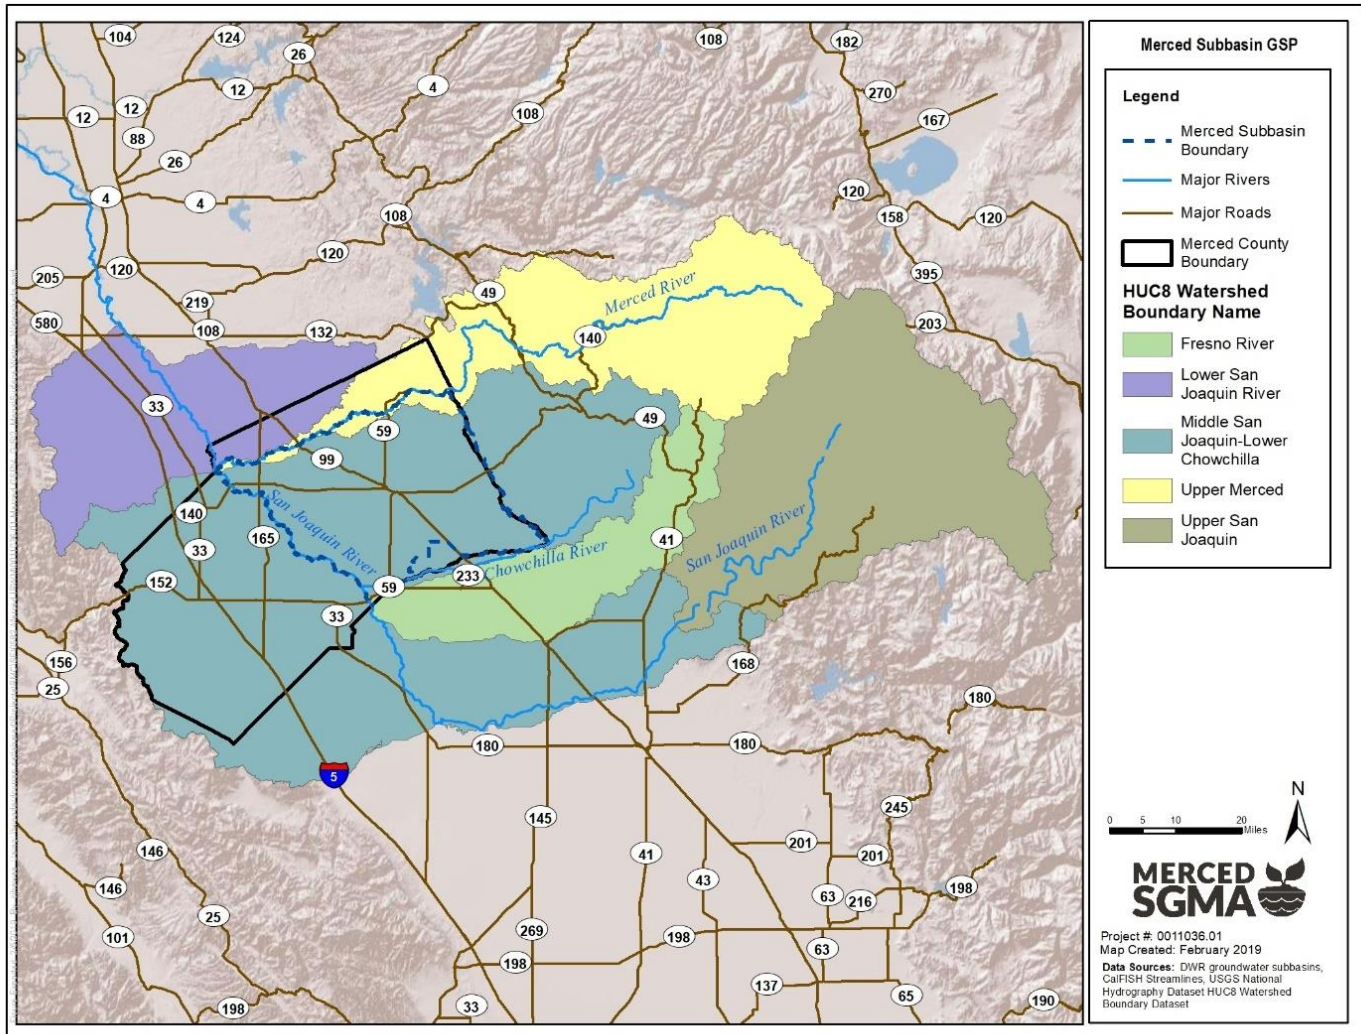 Merced Subbasin GSP
Legend
Merced Subbasin
Boundary
Major Rivers
Major Roads
Merced County
Boundary
HUC8 Watershed
Boundary Name
Fresno River
Lower San
Joaquin River
Middle San
Joaquin-Lower
Chowchilla
Upper Merced
Upper San
Joaquin
N
0 5 10 20
Miles
MERCED
SGMA
Project #: 0011036.01
Map Created: February 2019
Data Sources: DWR groundwater subbasins,
CalFISH Streamlines, USGS National
Hydrography Dataset HUC8 Watershed
Boundary Dataset
104
124
26
108
182
4
12
270
12
12
108
167
88
26
4
4
120
108
158
120
120
205
120
395
219
49
Merced River
580
108
132
140
203
33
59
49
99
San Joaquin River
140
165
41
San Joaquin River
33
Chowchilla River
152
233
59
33
156
168
25
180
180
180
5
145
245
41
201
201
146
146
43
63
216
198
25
101
269
198
63
198
137
65
190
33
198